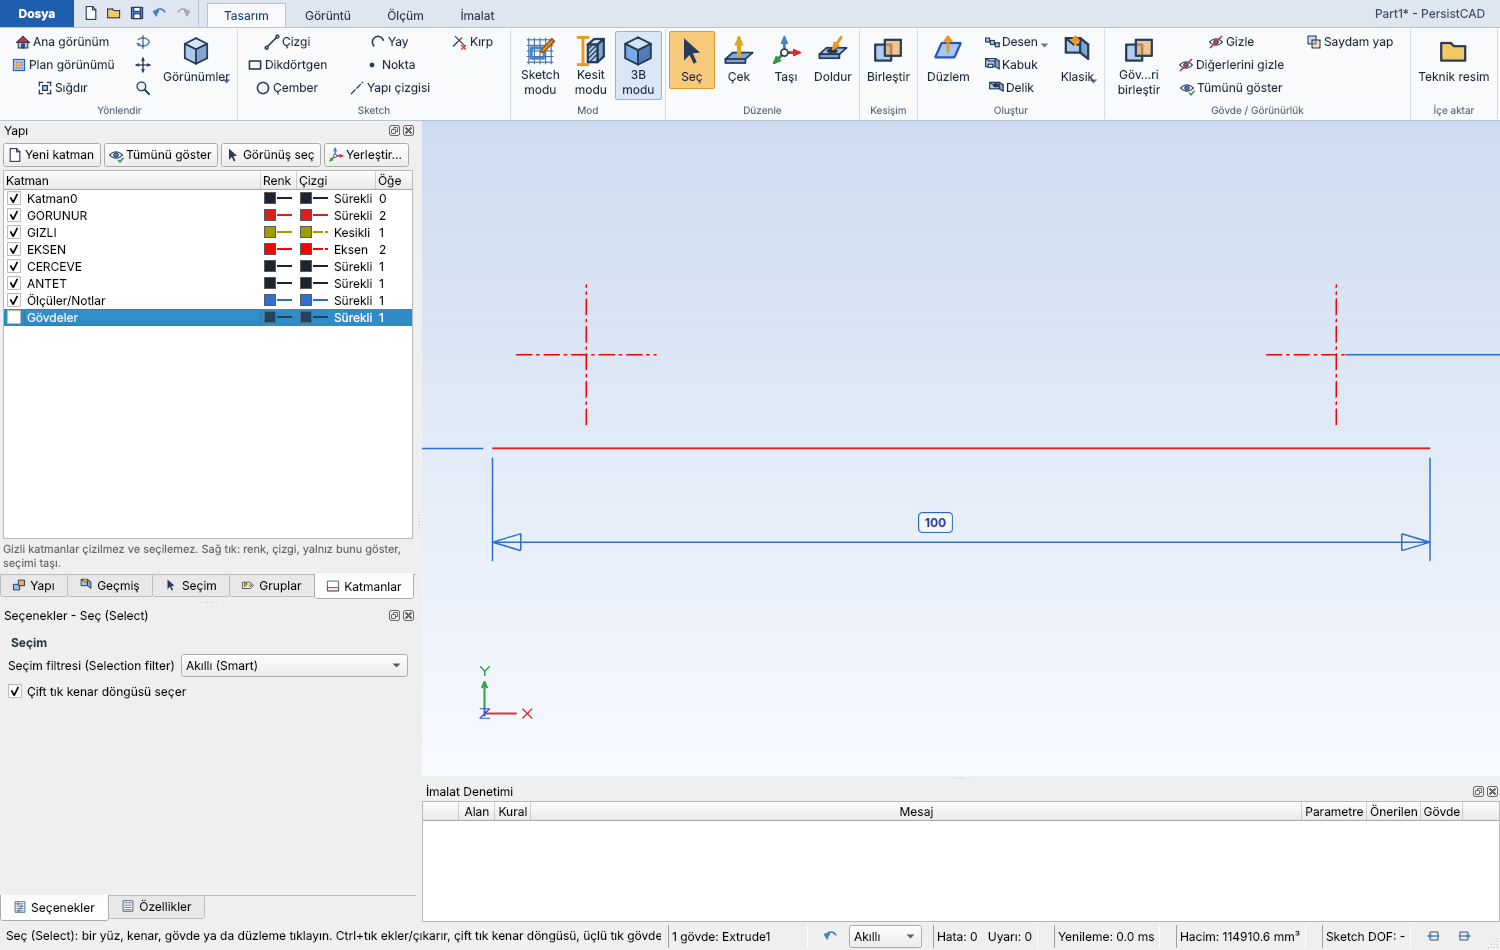 Dosya
Tasarım
Görüntü
Ölçüm
İmalat
Part1* - PersistCAD
Ana görünüm
Plan görünümü
Sığdır
Görünümler
Yönlendir
Çizgi
Dikdörtgen
Çember
Yay
Nokta
Yapı çizgisi
Kırp
Sketch
Sketch modu
Kesit modu
3B modu
Mod
Seç
Çek
Taşı
Doldur
Düzenle
Birleştir
Kesişim
Düzlem
Desen
Kabuk
Delik
Klasik
Oluştur
Göv...ri birleştir
Gizle
Diğerlerini gizle
Tümünü göster
Saydam yap
Gövde / Görünürlük
Teknik resim
İçe aktar
Yapı
Yeni katman
Tümünü göster
Görünüş seç
Yerleştir...
Katman Renk Çizgi Öğe
Katman0 Sürekli 0
GORUNUR Sürekli 2
GIZLI Kesikli 1
EKSEN Eksen 2
CERCEVE Sürekli 1
ANTET Sürekli 1
Ölçüler/Notlar Sürekli 1
Gövdeler Sürekli 1
Gizli katmanlar çizilmez ve seçilemez. Sağ tık: renk, çizgi, yalnız bunu göster,
seçimi taşı.
Yapı
Geçmiş
Seçim
Gruplar
Katmanlar
Seçenekler - Seç (Select)
Seçim
Seçim filtresi (Selection filter) Akıllı (Smart)
Çift tık kenar döngüsü seçer
Seçenekler
Özellikler
100
Y
Z
X
İmalat Denetimi
Alan Kural Mesaj Parametre Önerilen Gövde
Seç (Select): bir yüz, kenar, gövde ya da düzleme tıklayın. Ctrl+tık ekler/çıkarır, çift tık kenar döngüsü, üçlü tık gövde
1 gövde: Extrude1
Akıllı
Hata: 0 Uyarı: 0
Yenileme: 0.0 ms
Hacim: 114910.6 mm³
Sketch DOF: -